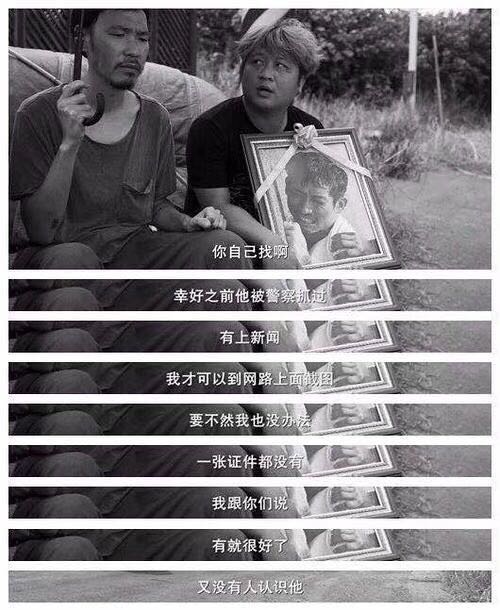 你自己找啊
幸好之前他被警察抓过
有上新闻
我才可以到网路上面截图
要不然我也没办法
一张证件都没有
我跟你们说
有就很好了
又没有人认识他